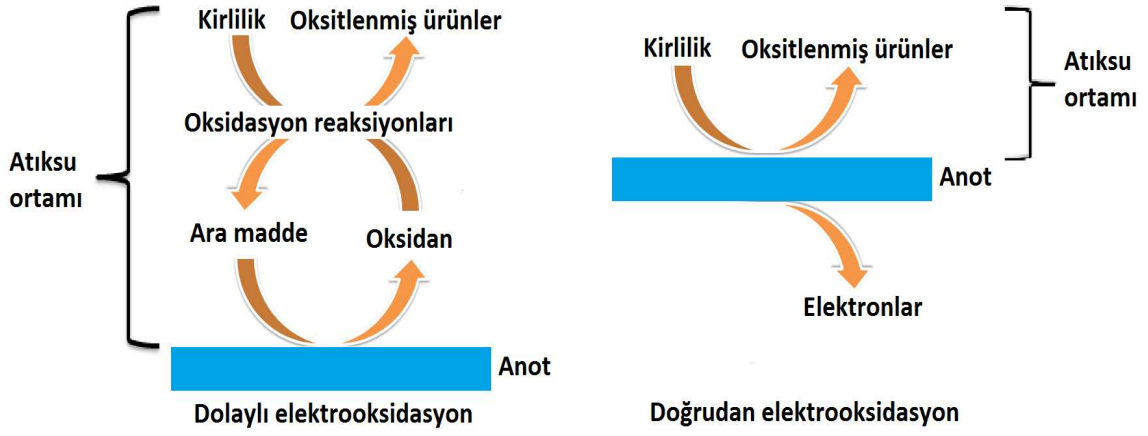 Kirlilik
Oksitlenmiş ürünler
Oksidasyon reaksiyonları
Atıksu
ortamı
Ara madde
Oksidan
Anot
Dolaylı elektrooksidasyon
Kirlilik
Oksitlenmiş ürünler
Atıksu
ortamı
Anot
Elektronlar
Doğrudan elektrooksidasyon